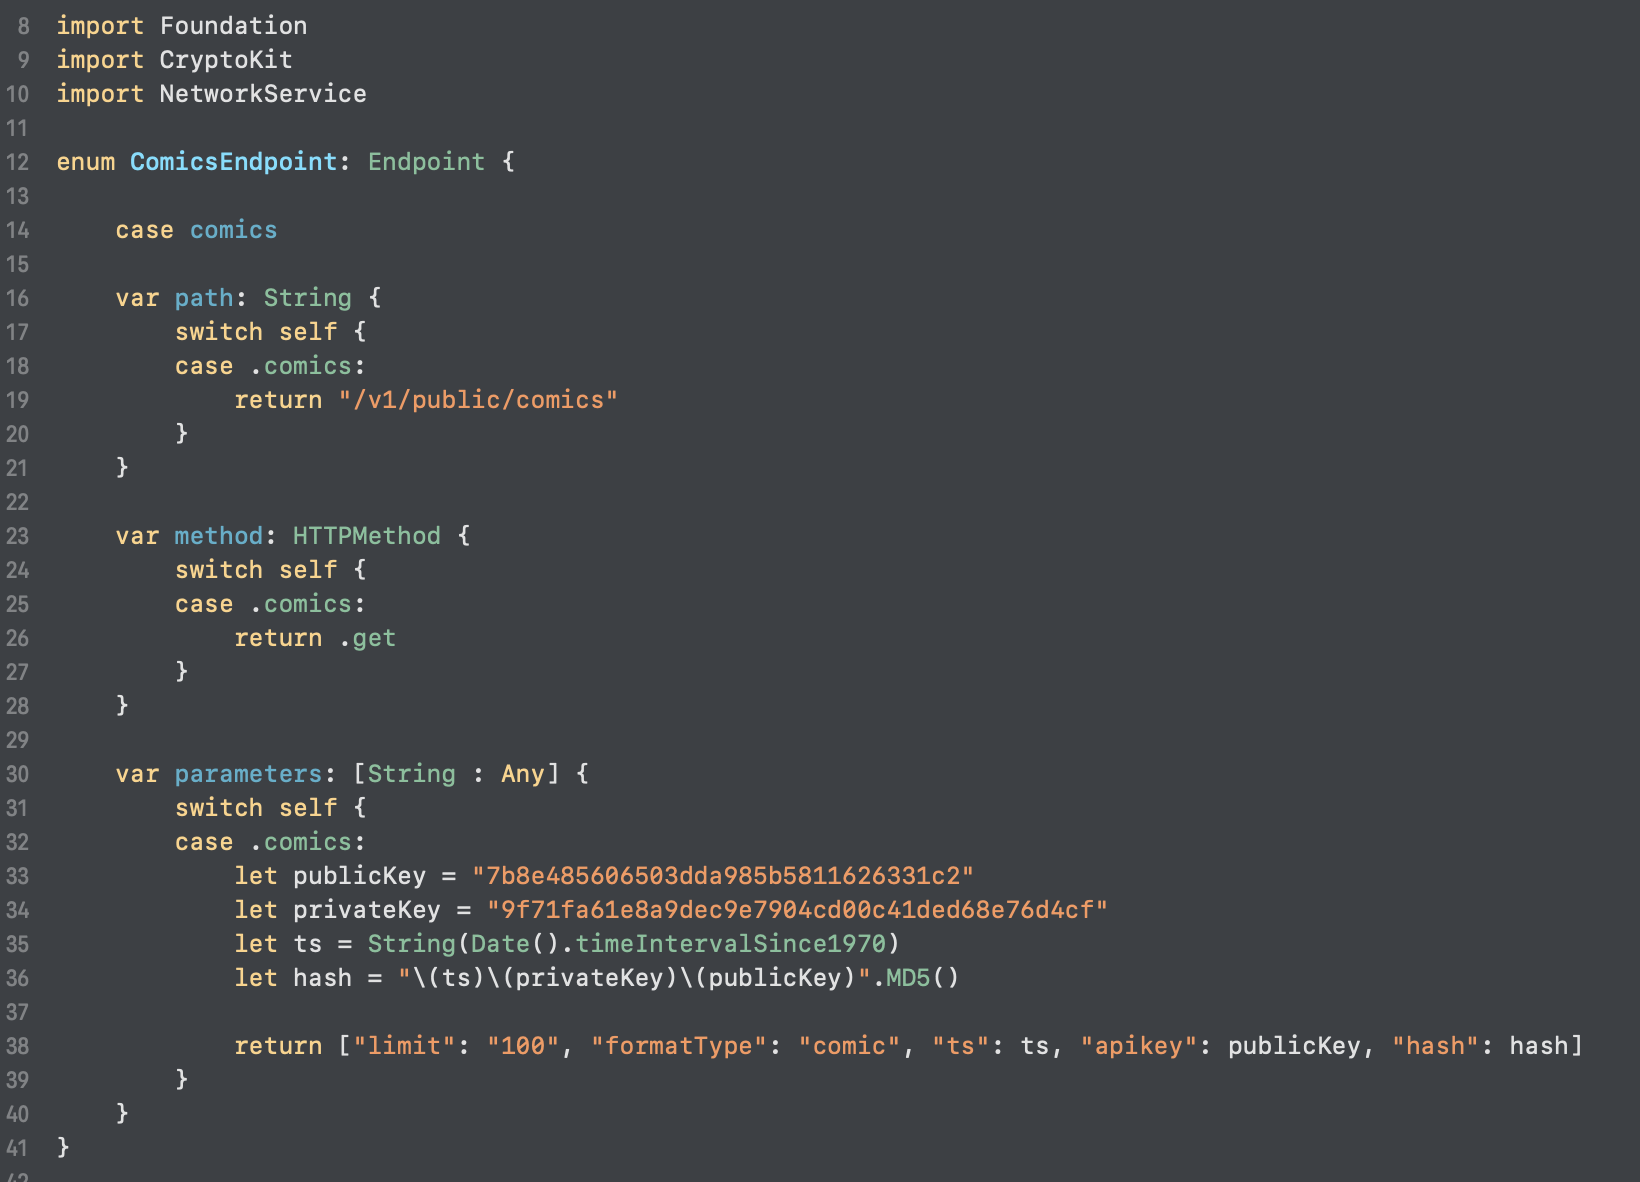 8 import Foundation
9 import CryptoKit
10 import NetworkService
11
12 enum ComicsEndpoint: Endpoint {
13
14     case comics
15
16     var path: String {
17         switch self {
18         case .comics:
19             return "/v1/public/comics"
20         }
21     }
22
23     var method: HTTPMethod {
24         switch self {
25         case .comics:
26             return .get
27         }
28     }
29
30     var parameters: [String : Any] {
31         switch self {
32         case .comics:
33             let publicKey = "7b8e485606503dda985b5811626331c2"
34             let privateKey = "9f71fa61e8a9dec9e7904cd00c41ded68e76d4cf"
35             let ts = String(Date().timeIntervalSince1970)
36             let hash = "\(ts)\(privateKey)\(publicKey)".MD5()
37
38             return ["limit": "100", "formatType": "comic", "ts": ts, "apikey": publicKey, "hash": hash]
39         }
40     }
41 }
42